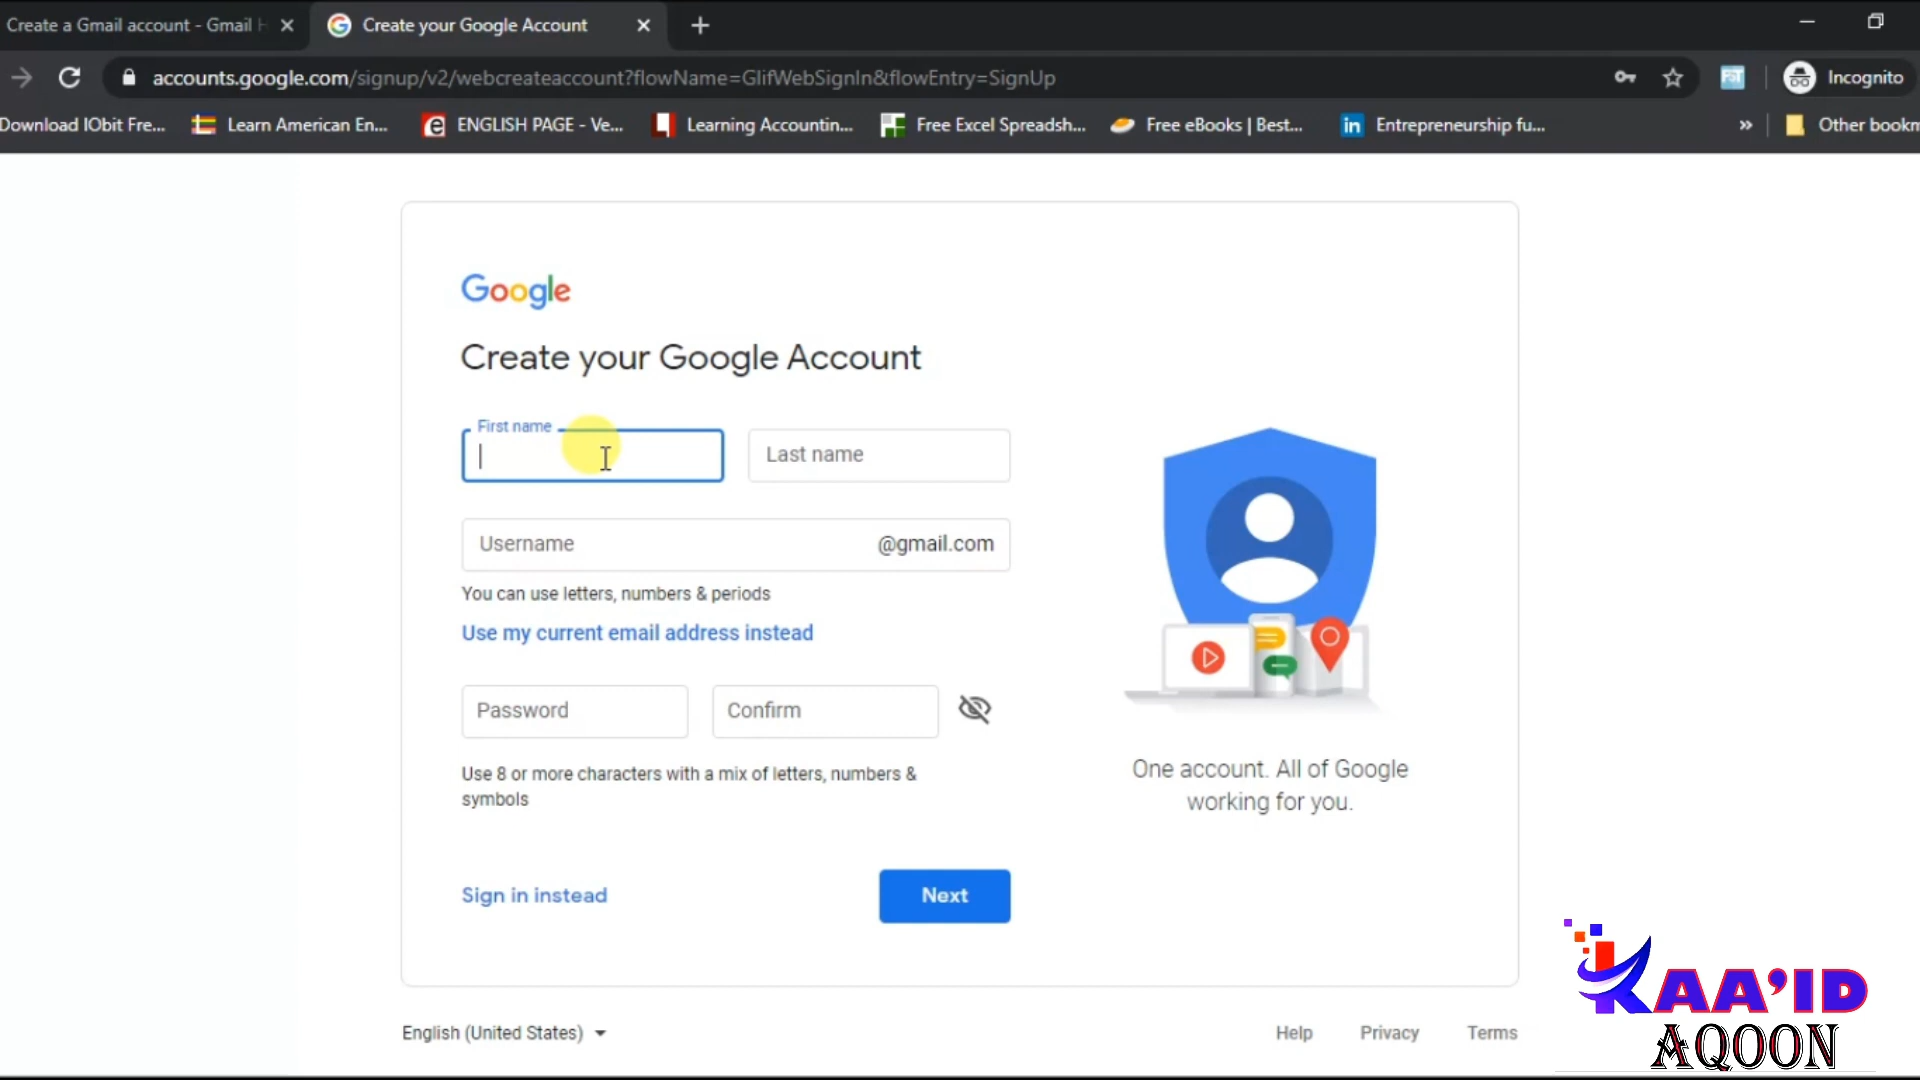 Create a Gmail account - Gmail H
Create your Google Account
accounts.google.com/signup/v2/webcreateaccount?flowName=GlifWebSignIn&flowEntry=SignUp
Incognito
Download IObit Fre...
Learn American En...
ENGLISH PAGE - Ve...
Learning Accountin...
Free Excel Spreadsh...
Free eBooks | Best...
in
Entrepreneurship fu...
»
Other bookm
Google
Create your Google Account
First name
Last name
Username
@gmail.com
You can use letters, numbers & periods
Use my current email address instead
Password
Confirm
Use 8 or more characters with a mix of letters, numbers &
symbols
One account. All of Google
working for you.
Sign in instead
Next
English (United States)
Help
Privacy
Terms
KAA'ID
AQOON